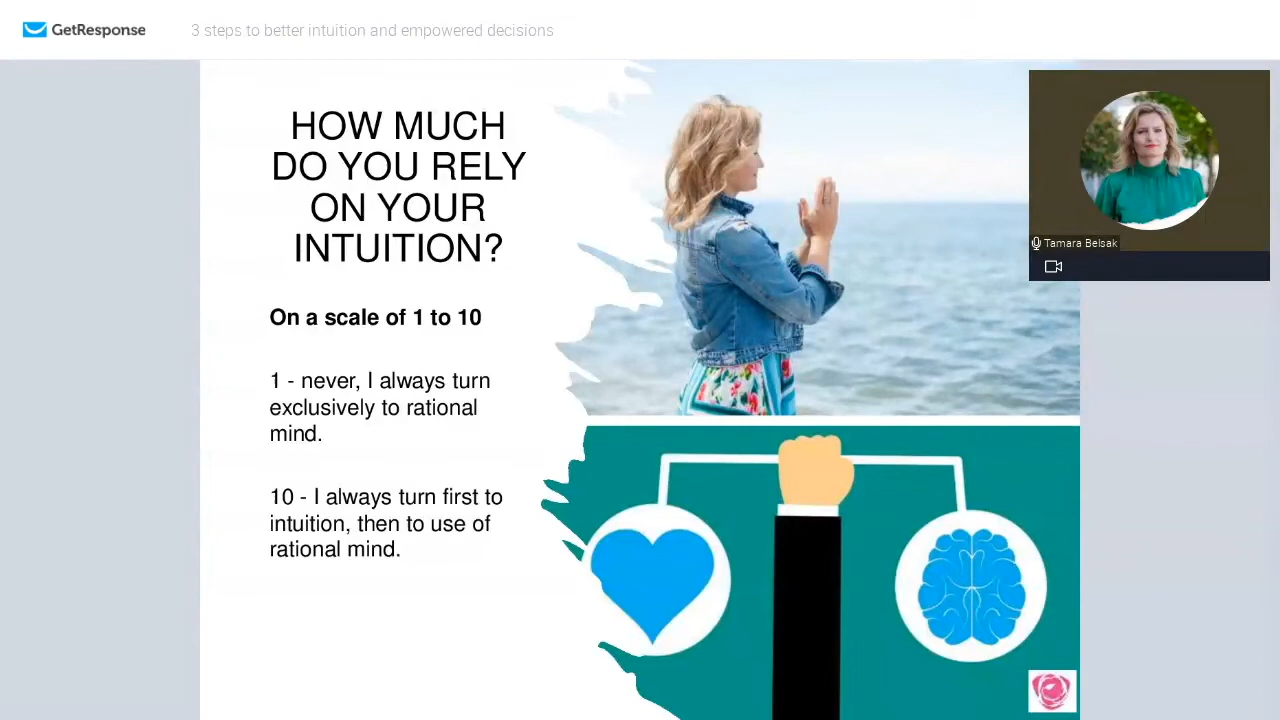 GetResponse
3 steps to better intuition and empowered decisions
HOW MUCH
DO YOU RELY
ON YOUR
INTUITION?
On a scale of 1 to 10
1 - never, I always turn
exclusively to rational
mind.
10 - I always turn first to
intuition, then to use of
rational mind.
Tamara Belsak